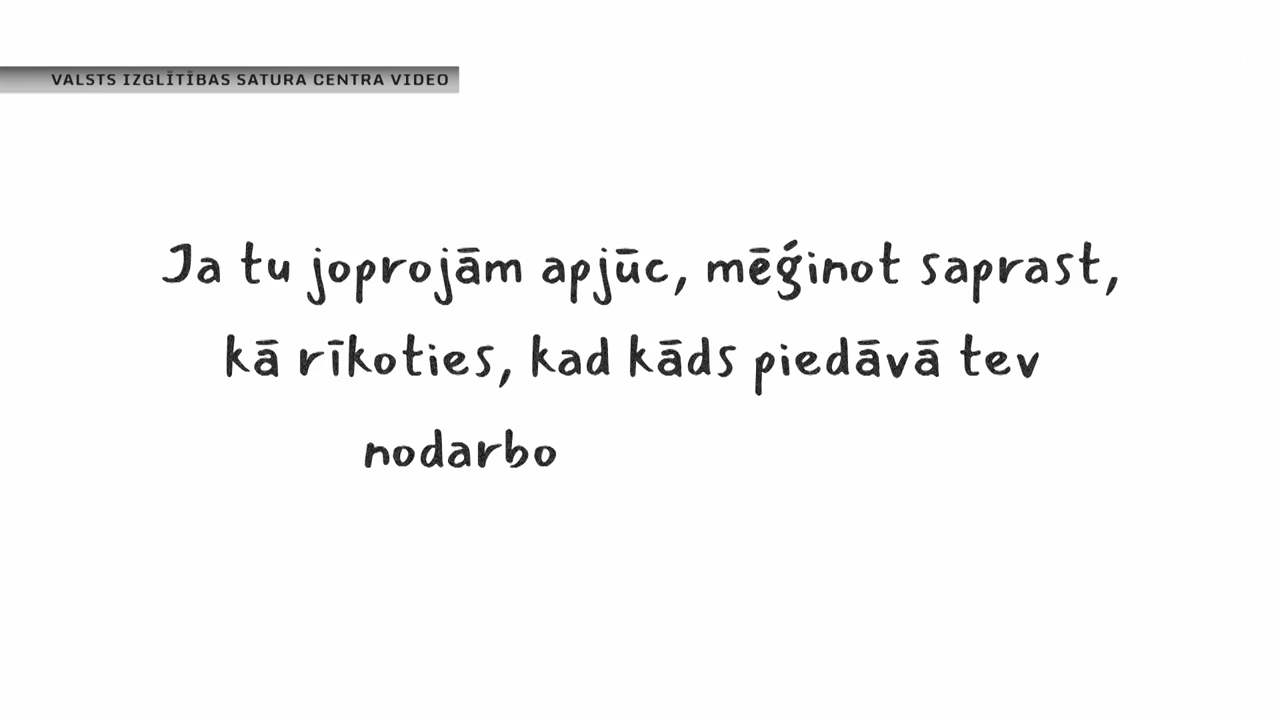 VALSTS IZGLĪTĪBAS SATURA CENTRA VIDEO
Ja tu joprojām apjūc, mēģinot saprast,
kā rīkoties, kad kāds piedāvā tev
nodarbo